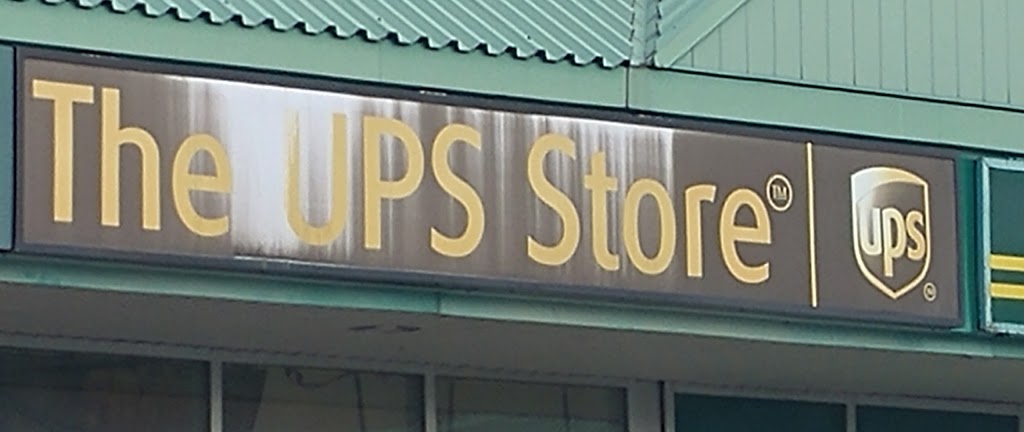 The UPS Store™
ups